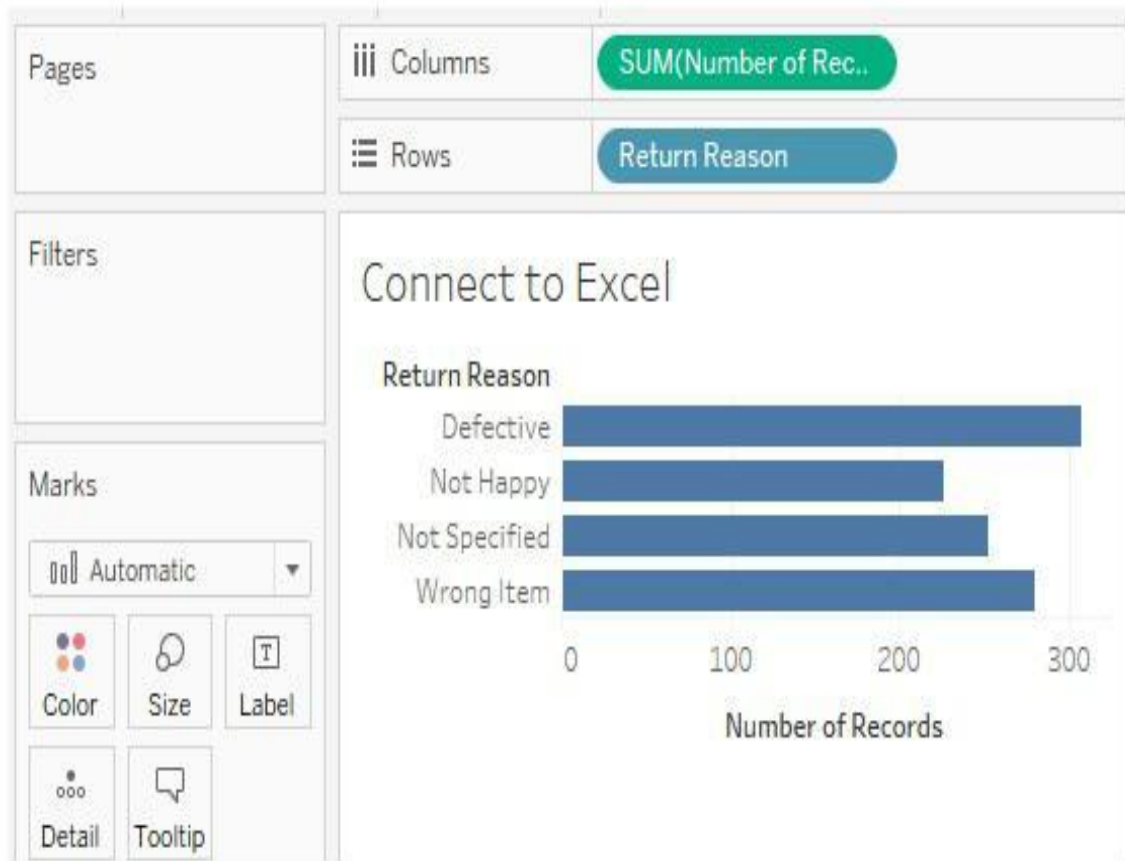 Pages
Columns
SUM(Number of Rec..
Rows
Return Reason
Filters
Connect to Excel
Return Reason
Defective
Not Happy
Not Specified
Wrong Item
0 100 200 300
Number of Records
Marks
Automatic
Color Size T Label
Detail Tooltip